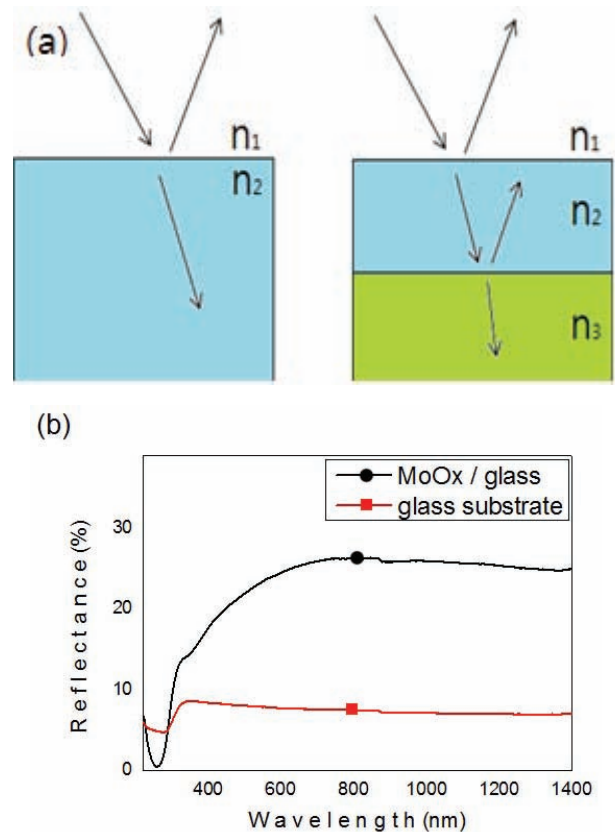 (a)
n₁
n₂
n₁
n₂
n₃
(b)
MoOx / glass
glass substrate
Reflectance (%)
30
20
10
0
400 600 800 1000 1200 1400
Wavelength (nm)